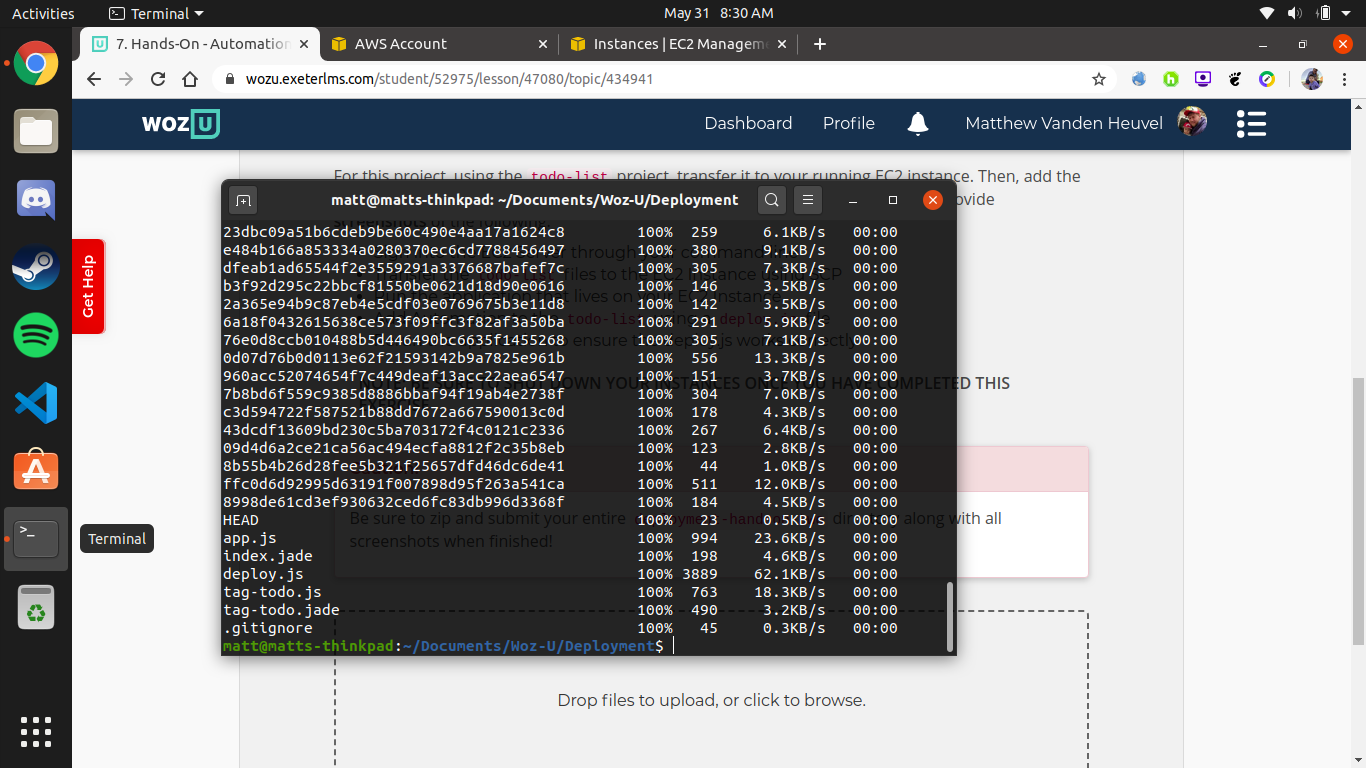 Activities
Terminal
May 31 8:30 AM
7. Hands-On - Automation
AWS Account
Instances | EC2 Manageme
wozu.exeterlms.com/student/52975/lesson/47080/topic/434941
WOZ U
Dashboard
Profile
Matthew Vanden Heuvel
Get Help
For this project, using the todo-list project, transfer it to your running EC2 instance. Then, add the
ovide
matt@matts-thinkpad: ~/Documents/Woz-U/Deployment
23dbc09a51b6cdeb9be60c490e4aa17a1624c8 100% 259 6.1KB/s 00:00
e484b166a853334a0280370ec6cd7788456497 100% 380 9.1KB/s 00:00
dfeab1ad65544f2e3559291a3376687bafef7c 100% 305 7.3KB/s 00:00
b3f92d295c22bbcf81550be0621d18d90e0616 100% 146 3.5KB/s 00:00
2a365e94b9c87eb4e5cdf03e0769675b3e11d8 100% 142 3.5KB/s 00:00
6a18f0432615638ce573f09ffc3f82af3a50ba 100% 291 5.9KB/s 00:00
76e0d8ccb010488b5d446490bc6635f1455268 100% 305 7.1KB/s 00:00
0d07d76b0d0113e62f21593142b9a7825e961b 100% 556 13.3KB/s 00:00
960acc52074654f7c449deaf13acc22aea6547 100% 151 3.7KB/s 00:00
7b8bd6f559c9385d8886bbaf94f19ab4e2738f 100% 304 7.0KB/s 00:00
c3d594722f587521b88dd7672a667590013c0d 100% 178 4.3KB/s 00:00
43dcdf13609bd230c5ba703172f4c0121c2336 100% 267 6.4KB/s 00:00
09d4d6a2ce21ca56ac494ecfa8812f2c35b8eb 100% 123 2.8KB/s 00:00
8b55b4b26d28fee5b321f25657dfd46dc6de41 100% 44 1.0KB/s 00:00
ffc0d6d92995d63191f007898d95f263a541ca 100% 511 12.0KB/s 00:00
8998de61cd3ef930632ced6fc83db996d3368f 100% 184 4.5KB/s 00:00
HEAD 100% 23 0.5KB/s 00:00
app.js 100% 994 23.6KB/s 00:00
index.jade 100% 198 4.6KB/s 00:00
deploy.js 100% 3889 62.1KB/s 00:00
tag-todo.js 100% 763 18.3KB/s 00:00
tag-todo.jade 100% 490 3.2KB/s 00:00
.gitignore 100% 45 0.3KB/s 00:00
matt@matts-thinkpad:~/Documents/Woz-U/Deployment$
DOWN YOUR INSTANCES ONCE YOU HAVE COMPLETED THIS
Be sure to zip and submit your entire
directory along with all
screenshots when finished!
Terminal
Drop files to upload, or click to browse.